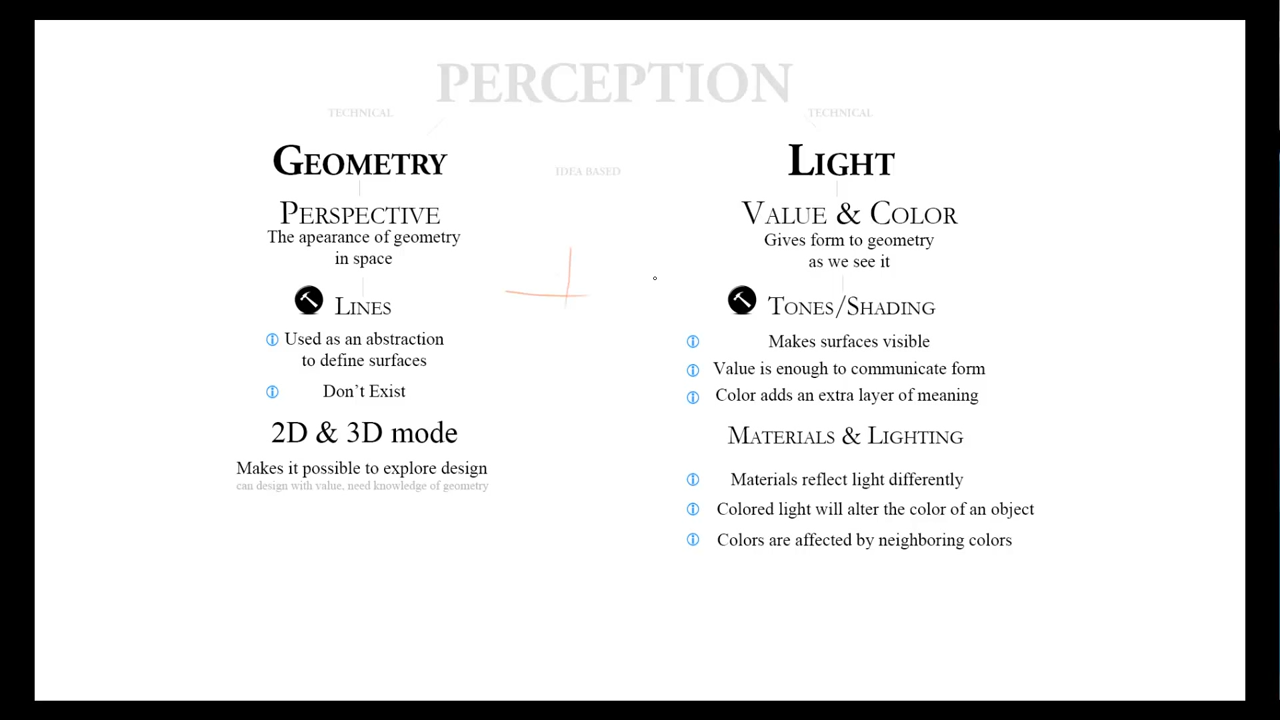 PERCEPTION
TECHNICAL
TECHNICAL
GEOMETRY
IDEA BASED
LIGHT
PERSPECTIVE
The apearance of geometry
in space
LINES
Used as an abstraction
to define surfaces
Don't Exist
2D & 3D mode
Makes it possible to explore design
can design with value, need knowledge of geometry
VALUE & COLOR
Gives form to geometry
as we see it
TONES/SHADING
Makes surfaces visible
Value is enough to communicate form
Color adds an extra layer of meaning
MATERIALS & LIGHTING
Materials reflect light differently
Colored light will alter the color of an object
Colors are affected by neighboring colors